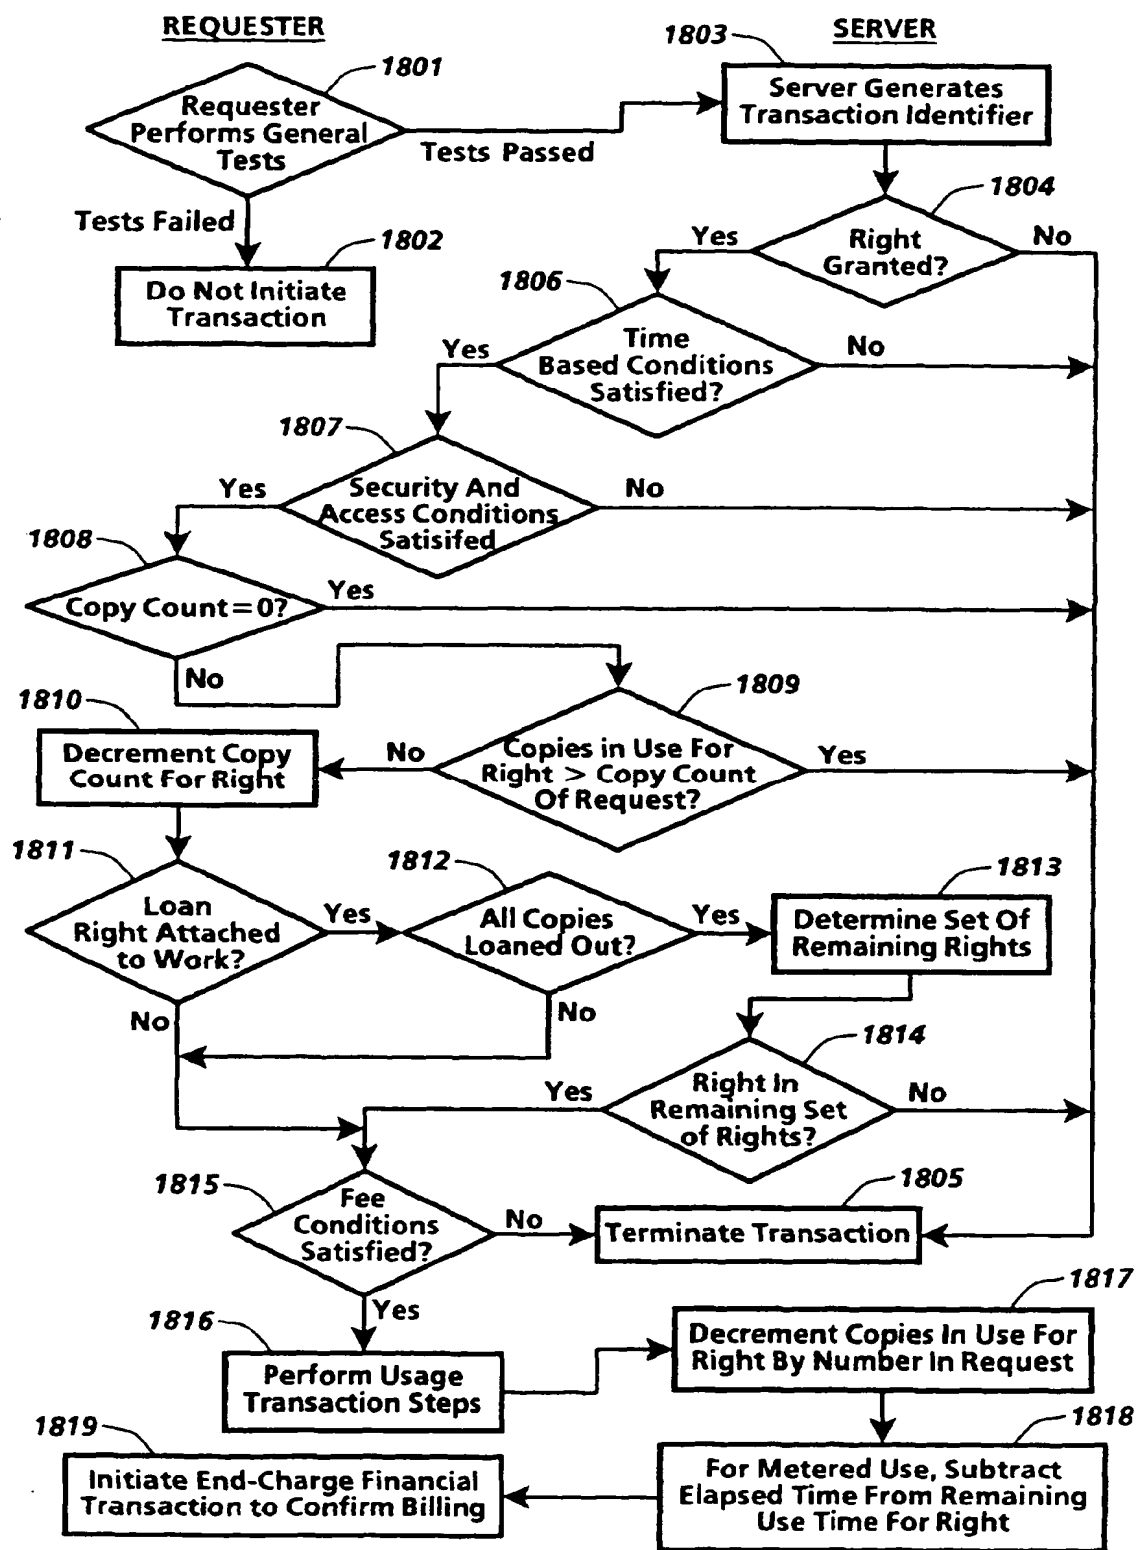 REQUESTER
SERVER
1801
Requester
Performs General
Tests
Tests Passed
Tests Failed
1802
Do Not Initiate
Transaction
1803
Server Generates
Transaction Identifier
1804
Right
Granted?
Yes
No
1806
Time
Based Conditions
Satisfied?
Yes
No
1807
Security And
Access Conditions
Satisifed
Yes
No
1808
Copy Count=0?
Yes
No
1809
Copies in Use For
Right > Copy Count
Of Request?
No
Yes
1810
Decrement Copy
Count For Right
1811
Loan
Right Attached
to Work?
Yes
No
1812
All Copies
Loaned Out?
Yes
No
1813
Determine Set Of
Remaining Rights
1814
Right In
Remaining Set
of Rights?
Yes
No
1815
Fee
Conditions
Satisfied?
No
Yes
1805
Terminate Transaction
1816
Perform Usage
Transaction Steps
1817
Decrement Copies In Use For
Right By Number In Request
1818
For Metered Use, Subtract
Elapsed Time From Remaining
Use Time For Right
1819
Initiate End-Charge Financial
Transaction to Confirm Billing